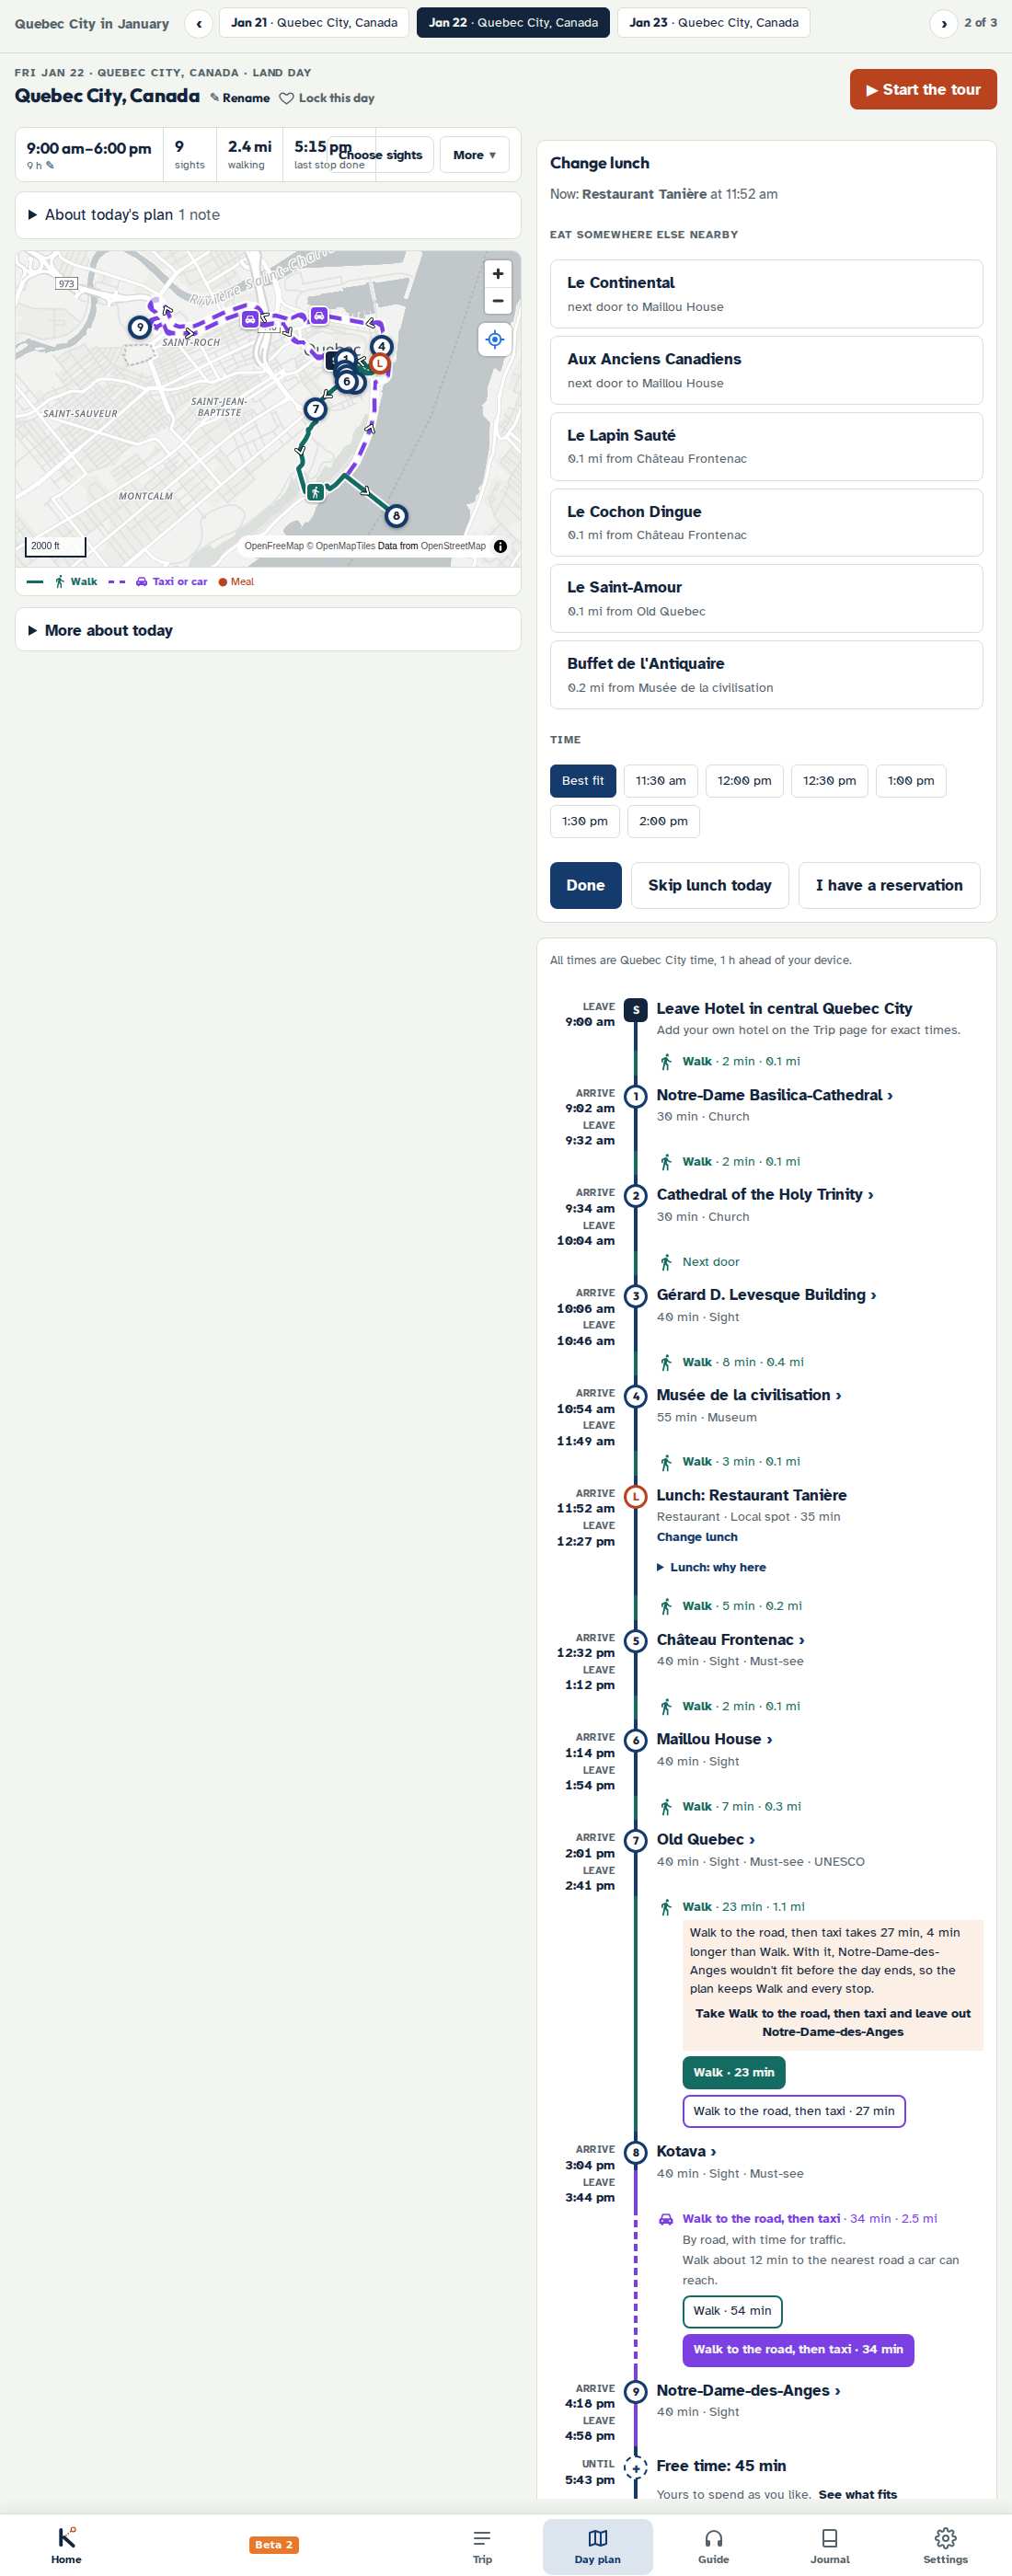 Quebec City in January
‹
Jan 21 · Quebec City, Canada
Jan 22 · Quebec City, Canada
Jan 23 · Quebec City, Canada
›
2 of 3
FRI JAN 22 · QUEBEC CITY, CANADA · LAND DAY
Quebec City, Canada ✎ Rename ♡ Lock this day
▶ Start the tour
9:00 am–6:00 pm
9 h ✎
9
sights
2.4 mi
walking
5:15 pm
last stop done
Choose sights
More ▾
▶ About today's plan 1 note
973
SAINT-ROCH
SAINT-SAUVEUR
SAINT-JEAN-
BAPTISTE
MONTCALM
9
4
L
1
6
7
8
+
−
2000 ft
OpenFreeMap © OpenMapTiles Data from OpenStreetMap
Walk
Taxi or car
Meal
▶ More about today
Change lunch
Now: Restaurant Tanière at 11:52 am
EAT SOMEWHERE ELSE NEARBY
Le Continental
next door to Maillou House
Aux Anciens Canadiens
next door to Maillou House
Le Lapin Sauté
0.1 mi from Château Frontenac
Le Cochon Dingue
0.1 mi from Château Frontenac
Le Saint-Amour
0.1 mi from Old Quebec
Buffet de l'Antiquaire
0.2 mi from Musée de la civilisation
TIME
Best fit
11:30 am
12:00 pm
12:30 pm
1:00 pm
1:30 pm
2:00 pm
Done
Skip lunch today
I have a reservation
All times are Quebec City time, 1 h ahead of your device.
LEAVE
9:00 am
S
Leave Hotel in central Quebec City
Add your own hotel on the Trip page for exact times.
Walk · 2 min · 0.1 mi
ARRIVE
9:02 am
LEAVE
9:32 am
1
Notre-Dame Basilica-Cathedral ›
30 min · Church
Walk · 2 min · 0.1 mi
ARRIVE
9:34 am
LEAVE
10:04 am
2
Cathedral of the Holy Trinity ›
30 min · Church
Next door
ARRIVE
10:06 am
LEAVE
10:46 am
3
Gérard D. Levesque Building ›
40 min · Sight
Walk · 8 min · 0.4 mi
ARRIVE
10:54 am
LEAVE
11:49 am
4
Musée de la civilisation ›
55 min · Museum
Walk · 3 min · 0.1 mi
ARRIVE
11:52 am
LEAVE
12:27 pm
L
Lunch: Restaurant Tanière
Restaurant · Local spot · 35 min
Change lunch
▶ Lunch: why here
Walk · 5 min · 0.2 mi
ARRIVE
12:32 pm
LEAVE
1:12 pm
5
Château Frontenac ›
40 min · Sight · Must-see
Walk · 2 min · 0.1 mi
ARRIVE
1:14 pm
LEAVE
1:54 pm
6
Maillou House ›
40 min · Sight
Walk · 7 min · 0.3 mi
ARRIVE
2:01 pm
LEAVE
2:41 pm
7
Old Quebec ›
40 min · Sight · Must-see · UNESCO
Walk · 23 min · 1.1 mi
Walk to the road, then taxi takes 27 min, 4 min
longer than Walk. With it, Notre-Dame-des-
Anges wouldn't fit before the day ends, so the
plan keeps Walk and every stop.
Take Walk to the road, then taxi and leave out
Notre-Dame-des-Anges
Walk · 23 min
Walk to the road, then taxi · 27 min
ARRIVE
3:04 pm
LEAVE
3:44 pm
8
Kotava ›
40 min · Sight · Must-see
Walk to the road, then taxi · 34 min · 2.5 mi
By road, with time for traffic.
Walk about 12 min to the nearest road a car can
reach.
Walk · 54 min
Walk to the road, then taxi · 34 min
ARRIVE
4:18 pm
LEAVE
4:58 pm
9
Notre-Dame-des-Anges ›
40 min · Sight
UNTIL
5:43 pm
+
Free time: 45 min
Yours to spend as you like. See what fits
Home
Beta 2
Trip
Day plan
Guide
Journal
Settings